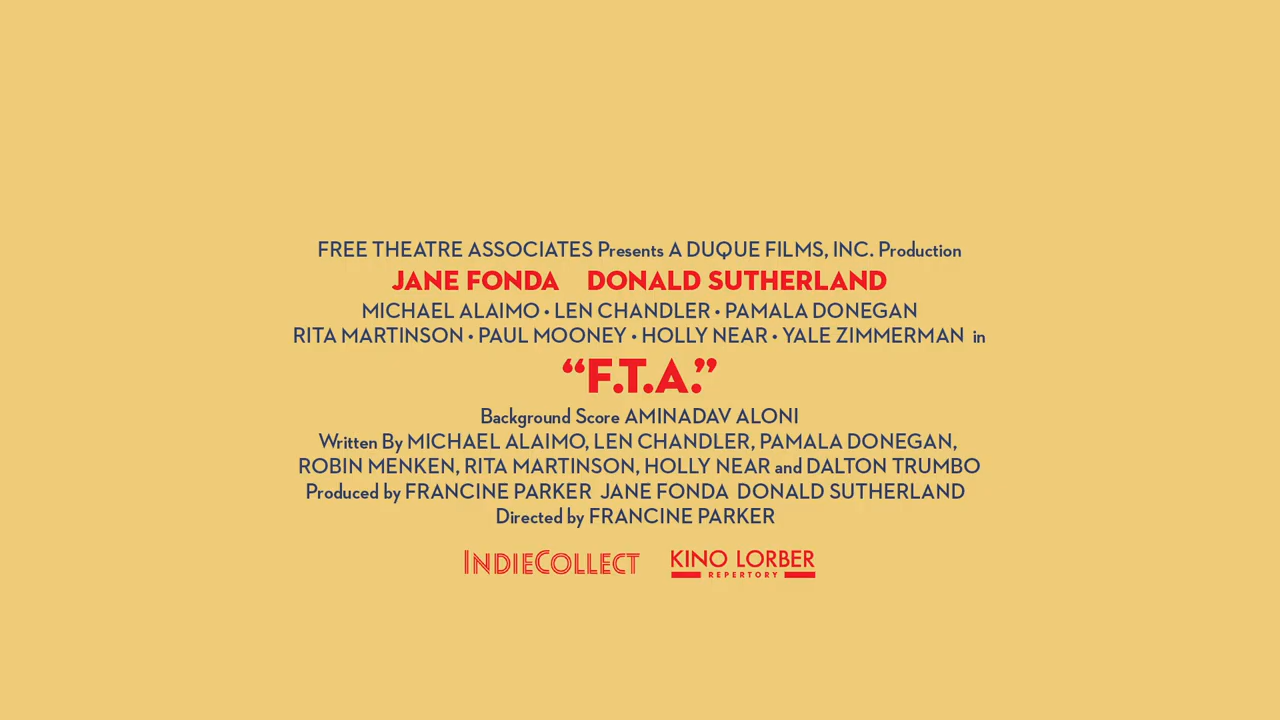 FREE THEATRE ASSOCIATES Presents A DUQUE FILMS, INC. Production
JANE FONDA DONALD SUTHERLAND
MICHAEL ALAIMO • LEN CHANDLER • PAMALA DONEGAN
RITA MARTINSON • PAUL MOONEY • HOLLY NEAR • YALE ZIMMERMAN in
“F.T.A.”
Background Score AMINADAV ALONI
Written By MICHAEL ALAIMO, LEN CHANDLER, PAMALA DONEGAN,
ROBIN MENKEN, RITA MARTINSON, HOLLY NEAR and DALTON TRUMBO
Produced by FRANCINE PARKER JANE FONDA DONALD SUTHERLAND
Directed by FRANCINE PARKER
INDIECOLLECT KINO LORBER
REPERTORY